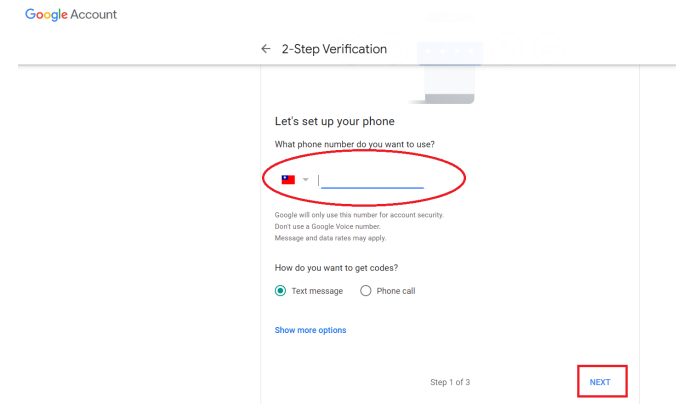 Google Account
2-Step Verification
Let's set up your phone
What phone number do you want to use?
Google will only use this number for account security.
Don't use a Google Voice number.
Message and data rates may apply.
How do you want to get codes?
Text message Phone call
Show more options
Step 1 of 3 NEXT